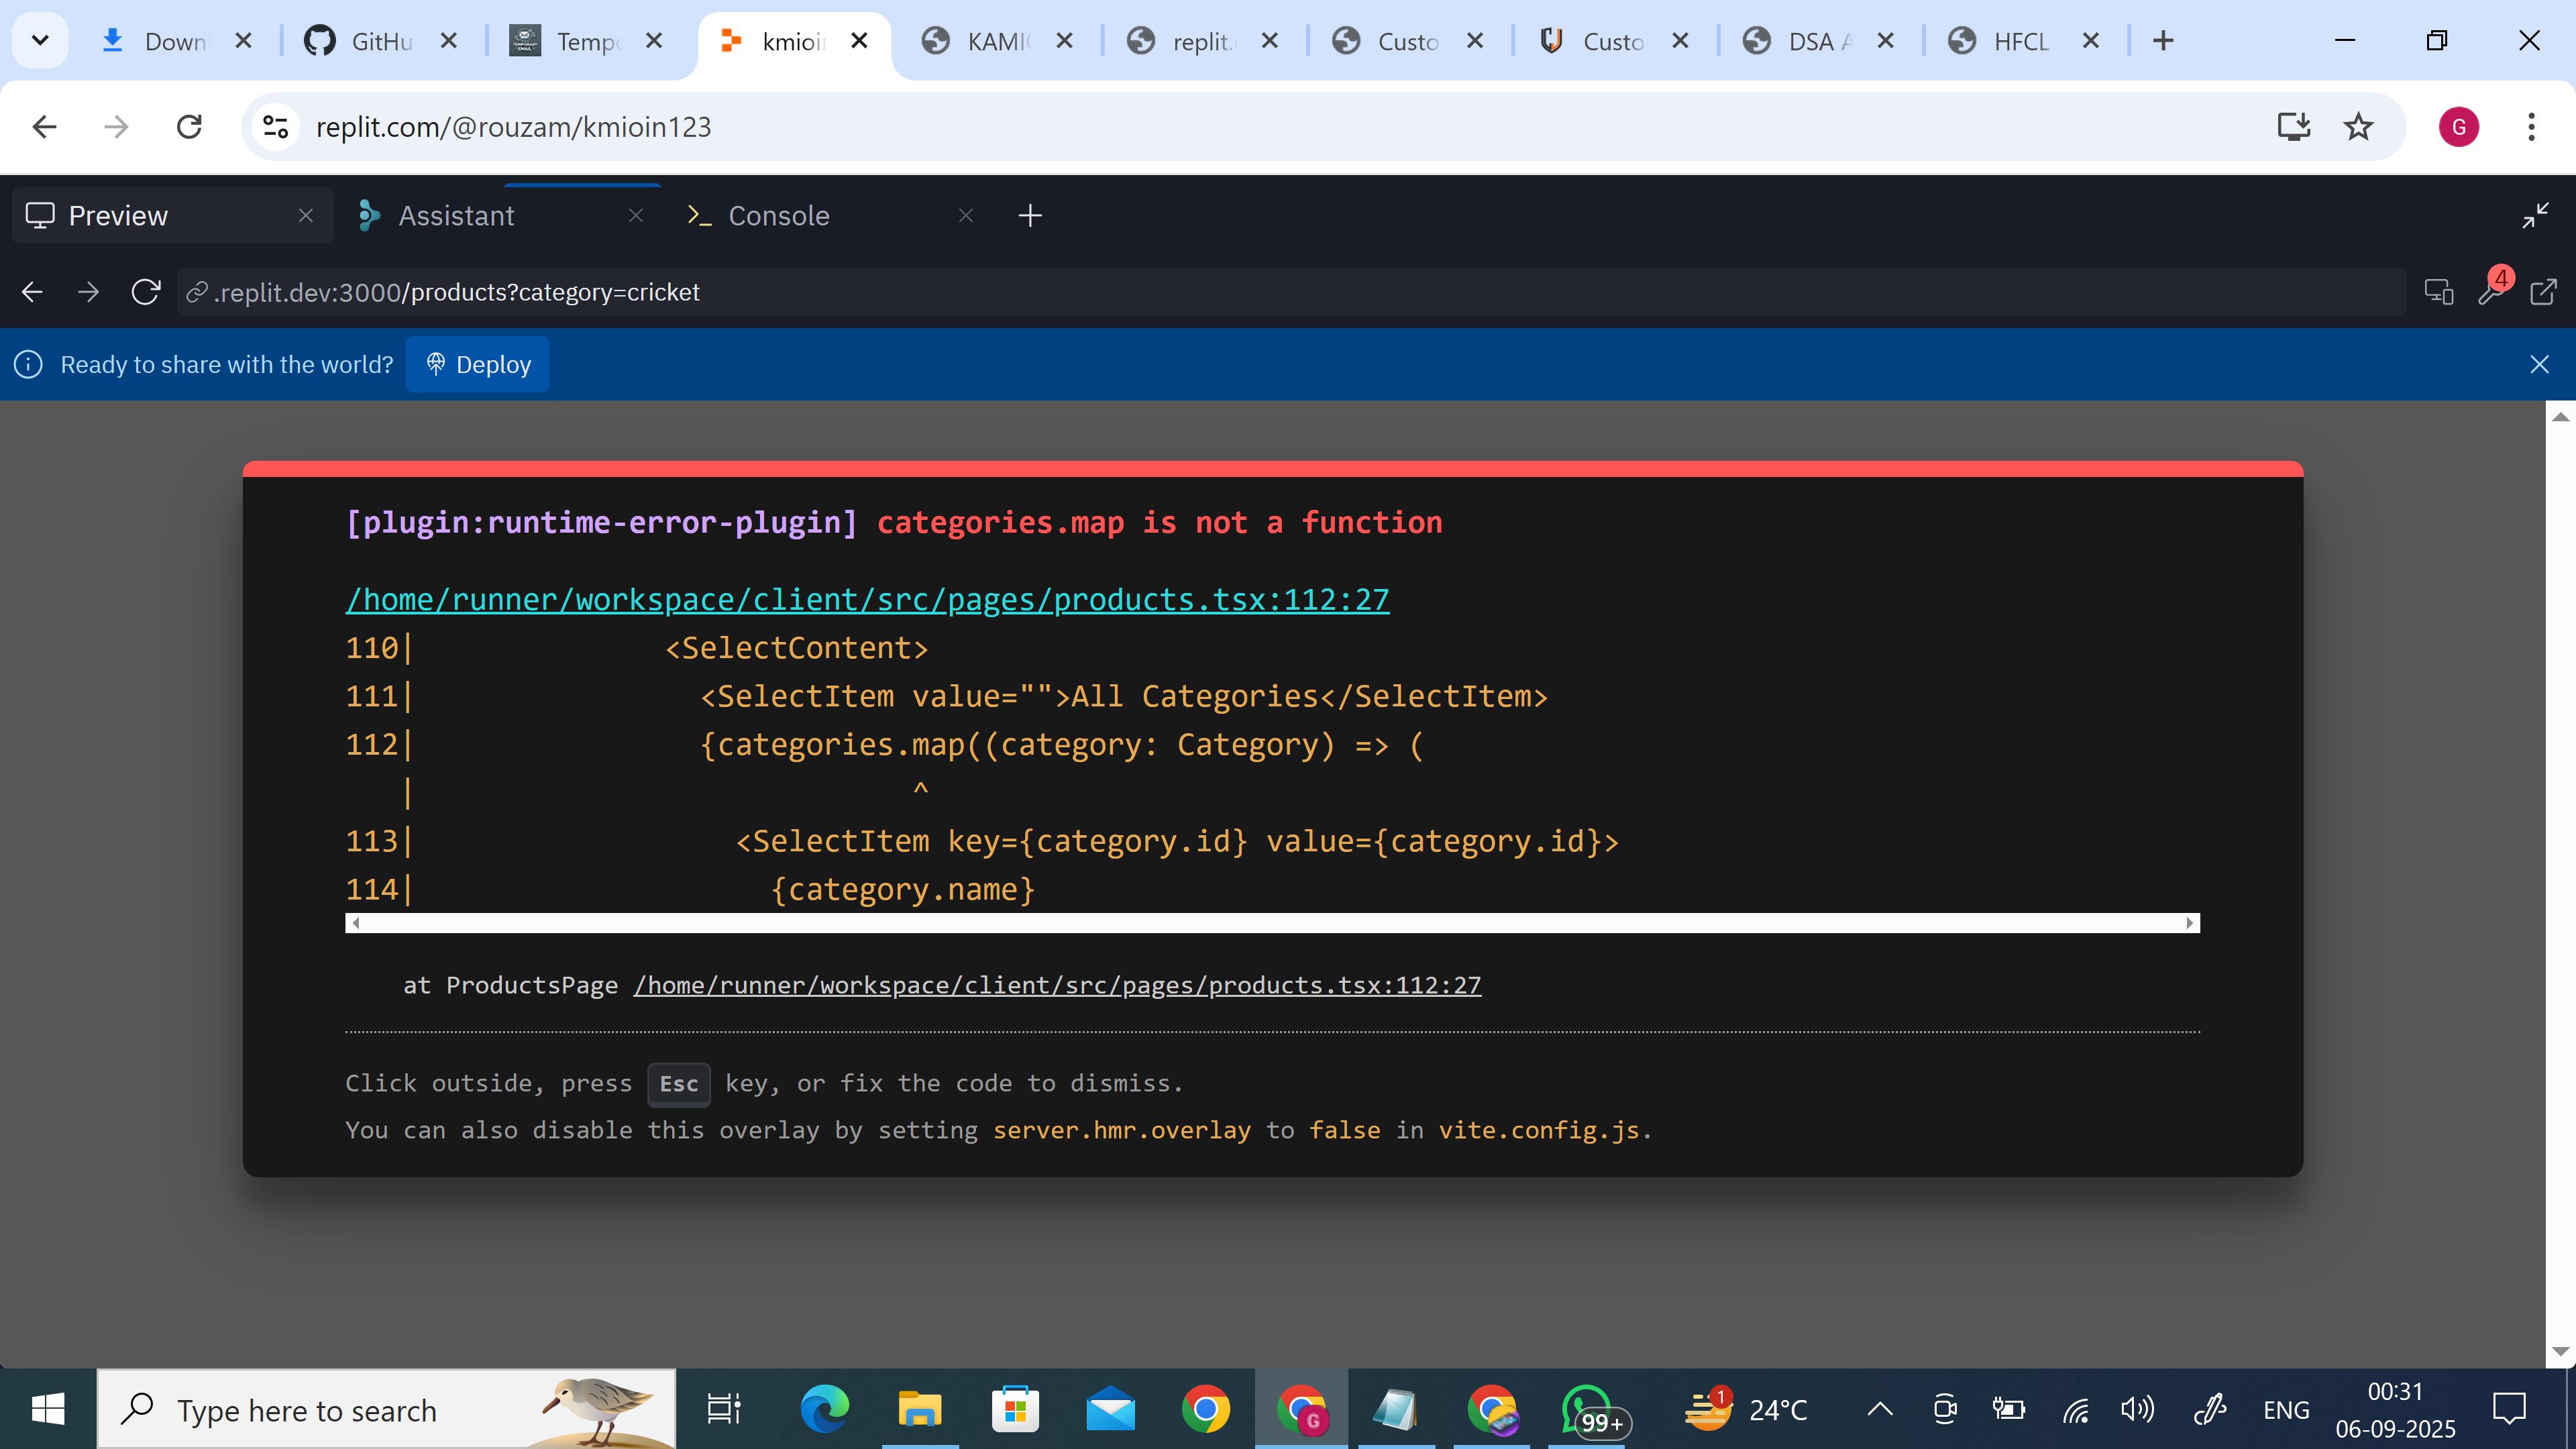 Down
GitHu
Tempo
kmioin
KAMIO
replit.
Custo
Custo
DSA A
HFCL
replit.com/@rouzam/kmioin123
G
Preview
Assistant
Console
.replit.dev:3000/products?category=cricket
4
Ready to share with the world?
Deploy
[plugin:runtime-error-plugin] categories.map is not a function
/home/runner/workspace/client/src/pages/products.tsx:112:27
110|               <SelectContent>
111|                 <SelectItem value="">All Categories</SelectItem>
112|                 {categories.map((category: Category) => (
   |                             ^
113|                   <SelectItem key={category.id} value={category.id}>
114|                     {category.name}
at ProductsPage /home/runner/workspace/client/src/pages/products.tsx:112:27
Click outside, press Esc key, or fix the code to dismiss.
You can also disable this overlay by setting server.hmr.overlay to false in vite.config.js.
Type here to search
G
99+
1
24°C
ENG
00:31
06-09-2025